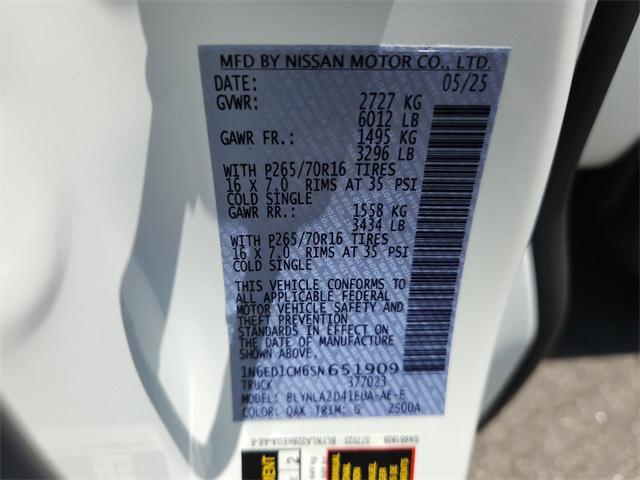 MFD BY NISSAN MOTOR CO., LTD.
DATE: 05/25
GVWR: 2727 KG
6012 LB
GAWR FR.: 1495 KG
3296 LB
WITH P265/70R16 TIRES
16 X 7.0 RIMS AT 35 PSI
COLD SINGLE
GAWR RR.: 1558 KG
3434 LB
WITH P265/70R16 TIRES
16 X 7.0 RIMS AT 35 PSI
COLD SINGLE
THIS VEHICLE CONFORMS TO
ALL APPLICABLE FEDERAL
MOTOR VEHICLE SAFETY AND
THEFT PREVENTION
STANDARDS IN EFFECT ON
THE DATE OF MANUFACTURE
SHOWN ABOVE.
1N6ED1CM6SN651909
TRUCK 377023
MODEL: BLYNLA2D41EUA-AE-E
COLOR: QAK TRIM: G 2S00A
SN651909 377023